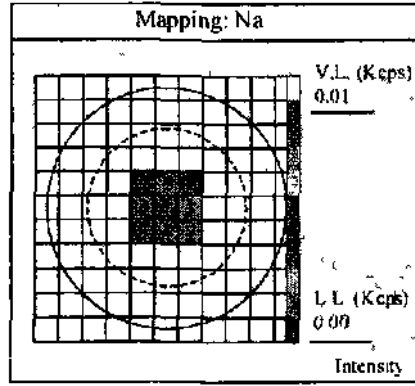 Mapping: Na
V.L. (Kcps)
0.01
L.L. (Kcps)
0.00
Intensity